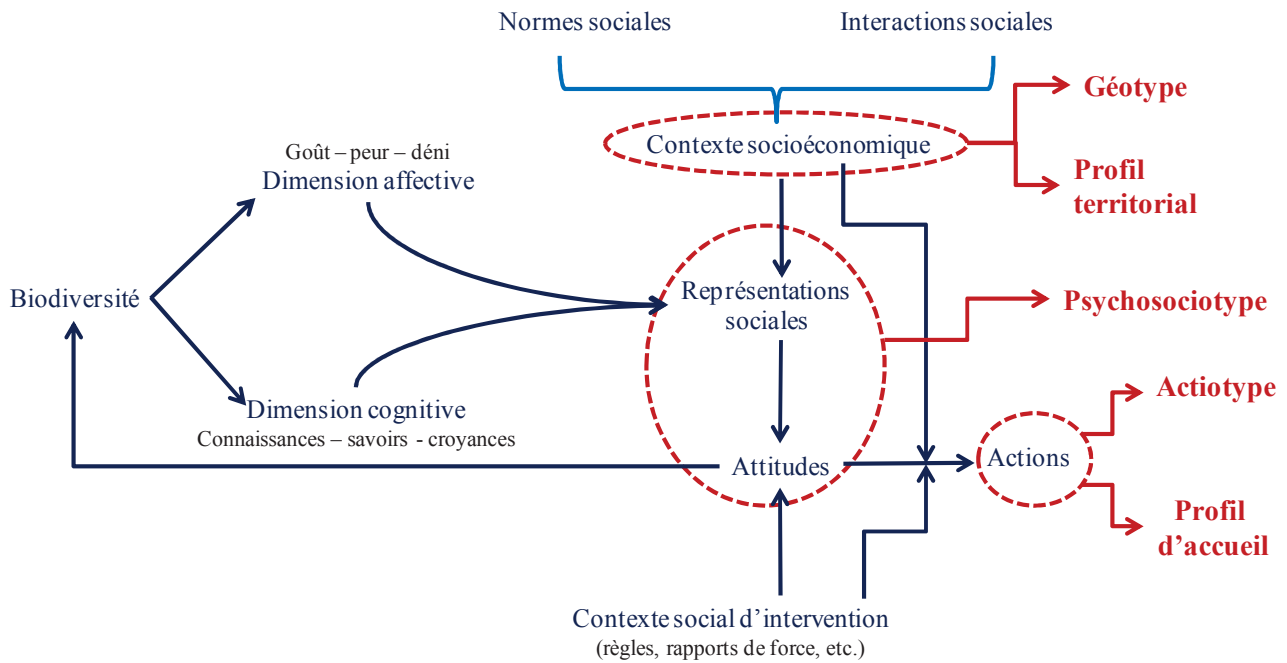 Normes sociales
Interactions sociales
Géotype
Contexte socioéconomique
Goût – peur – déni
Dimension affective
Profil
territorial
Biodiversité
Représentations
sociales
Psychosociotype
Actiotype
Dimension cognitive
Connaissances – savoirs - croyances
Attitudes
Actions
Profil
d’accueil
Contexte social d’intervention
(règles, rapports de force, etc.)